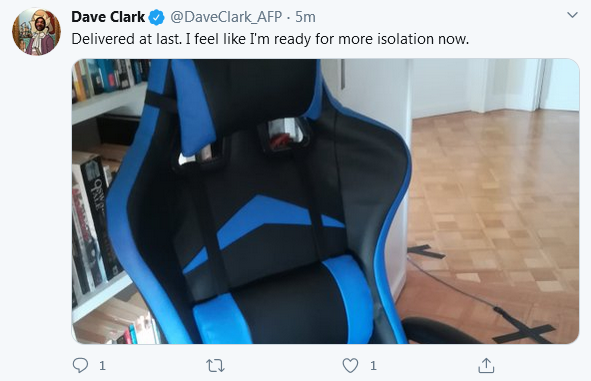 Dave Clark @DaveClark_AFP · 5m
Delivered at last. I feel like I'm ready for more isolation now.
1
1